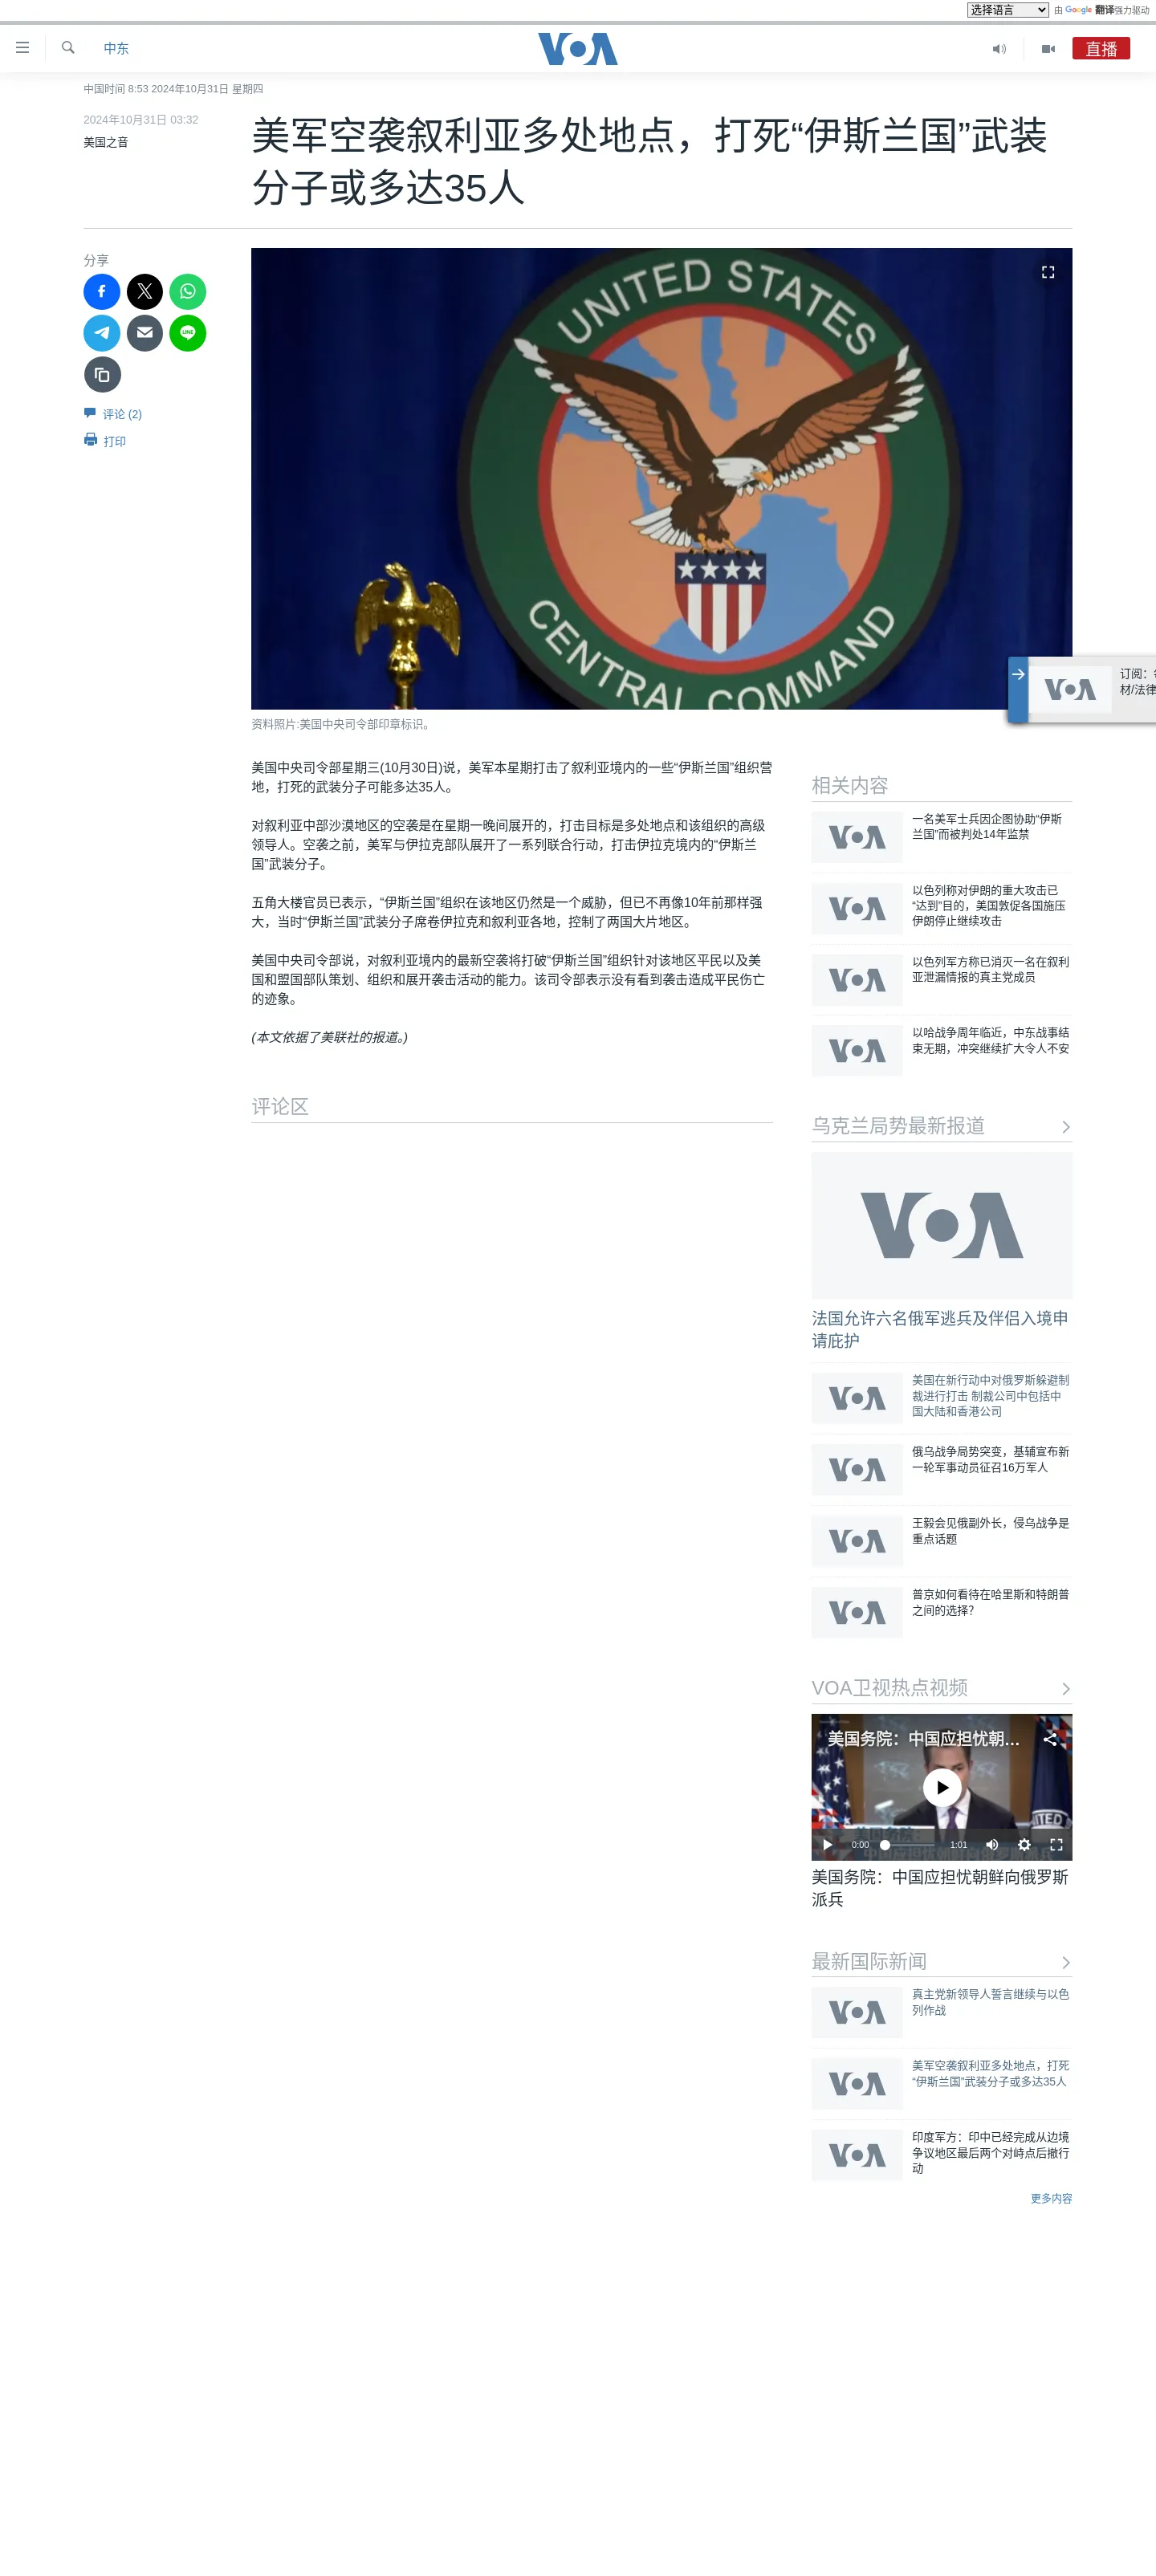 选择语言 由 Google 翻译强力驱动
中东
VOA
直播
中国时间 8:53 2024年10月31日 星期四
2024年10月31日 03:32
美国之音
美军空袭叙利亚多处地点，打死“伊斯兰国”武装
分子或多达35人
分享
LINE
评论 (2)
打印
UNITED STATES
CENTRAL COMMAND
资料照片:美国中央司令部印章标识。
VOA
订阅：每
材/法律
美国中央司令部星期三(10月30日)说，美军本星期打击了叙利亚境内的一些“伊斯兰国”组织营
地，打死的武装分子可能多达35人。
对叙利亚中部沙漠地区的空袭是在星期一晚间展开的，打击目标是多处地点和该组织的高级
领导人。空袭之前，美军与伊拉克部队展开了一系列联合行动，打击伊拉克境内的“伊斯兰
国”武装分子。
五角大楼官员已表示，“伊斯兰国”组织在该地区仍然是一个威胁，但已不再像10年前那样强
大，当时“伊斯兰国”武装分子席卷伊拉克和叙利亚各地，控制了两国大片地区。
美国中央司令部说，对叙利亚境内的最新空袭将打破“伊斯兰国”组织针对该地区平民以及美
国和盟国部队策划、组织和展开袭击活动的能力。该司令部表示没有看到袭击造成平民伤亡
的迹象。
(本文依据了美联社的报道。)
评论区
相关内容
VOA
一名美军士兵因企图协助“伊斯
兰国”而被判处14年监禁
VOA
以色列称对伊朗的重大攻击已
“达到”目的，美国敦促各国施压
伊朗停止继续攻击
VOA
以色列军方称已消灭一名在叙利
亚泄漏情报的真主党成员
VOA
以哈战争周年临近，中东战事结
束无期，冲突继续扩大令人不安
乌克兰局势最新报道
VOA
法国允许六名俄军逃兵及伴侣入境申
请庇护
VOA
美国在新行动中对俄罗斯躲避制
裁进行打击 制裁公司中包括中
国大陆和香港公司
VOA
俄乌战争局势突变，基辅宣布新
一轮军事动员征召16万军人
VOA
王毅会见俄副外长，侵乌战争是
重点话题
VOA
普京如何看待在哈里斯和特朗普
之间的选择？
VOA卫视热点视频
美国务院：中国应担忧朝…
0:00
1:01
美国务院：中国应担忧朝鲜向俄罗斯
派兵
最新国际新闻
VOA
真主党新领导人誓言继续与以色
列作战
VOA
美军空袭叙利亚多处地点，打死
“伊斯兰国”武装分子或多达35人
VOA
印度军方：印中已经完成从边境
争议地区最后两个对峙点后撤行
动
更多内容